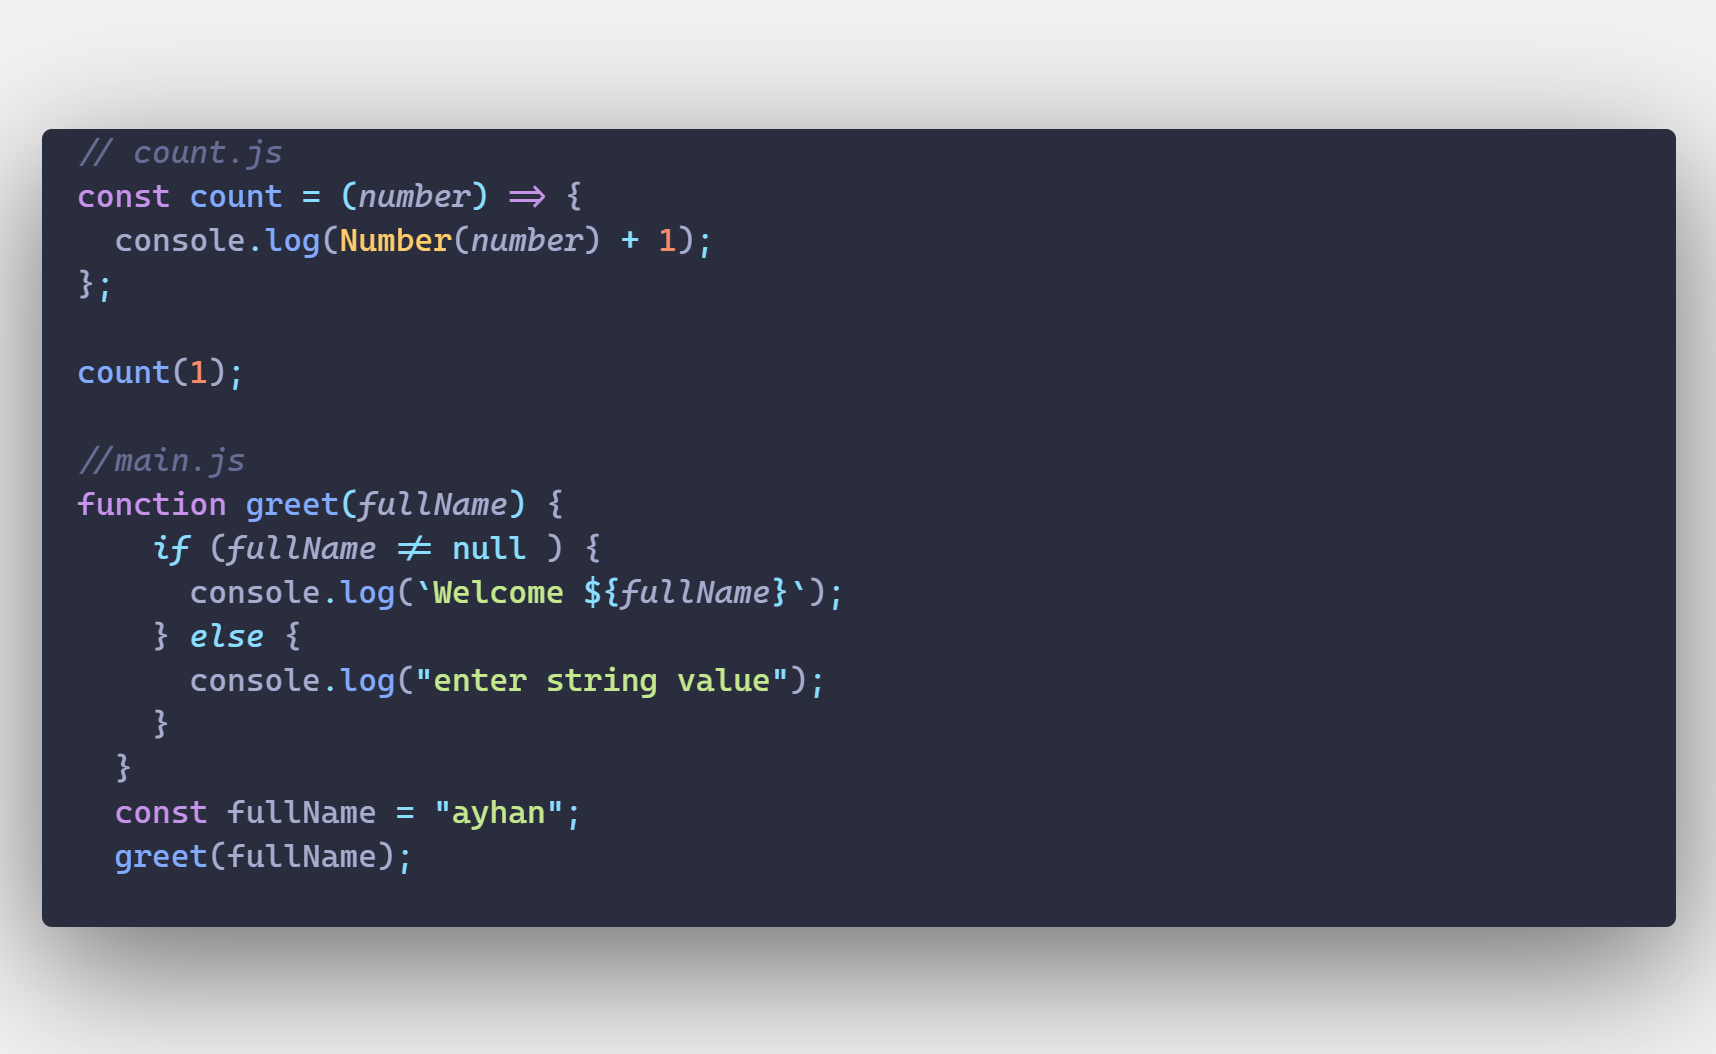 // count.js
const count = (number) => {
  console.log(Number(number) + 1);
};

count(1);

//main.js
function greet(fullName) {
    if (fullName != null ) {
      console.log(`Welcome ${fullName}`);
    } else {
      console.log("enter string value");
    }
  }
  const fullName = "ayhan";
  greet(fullName);